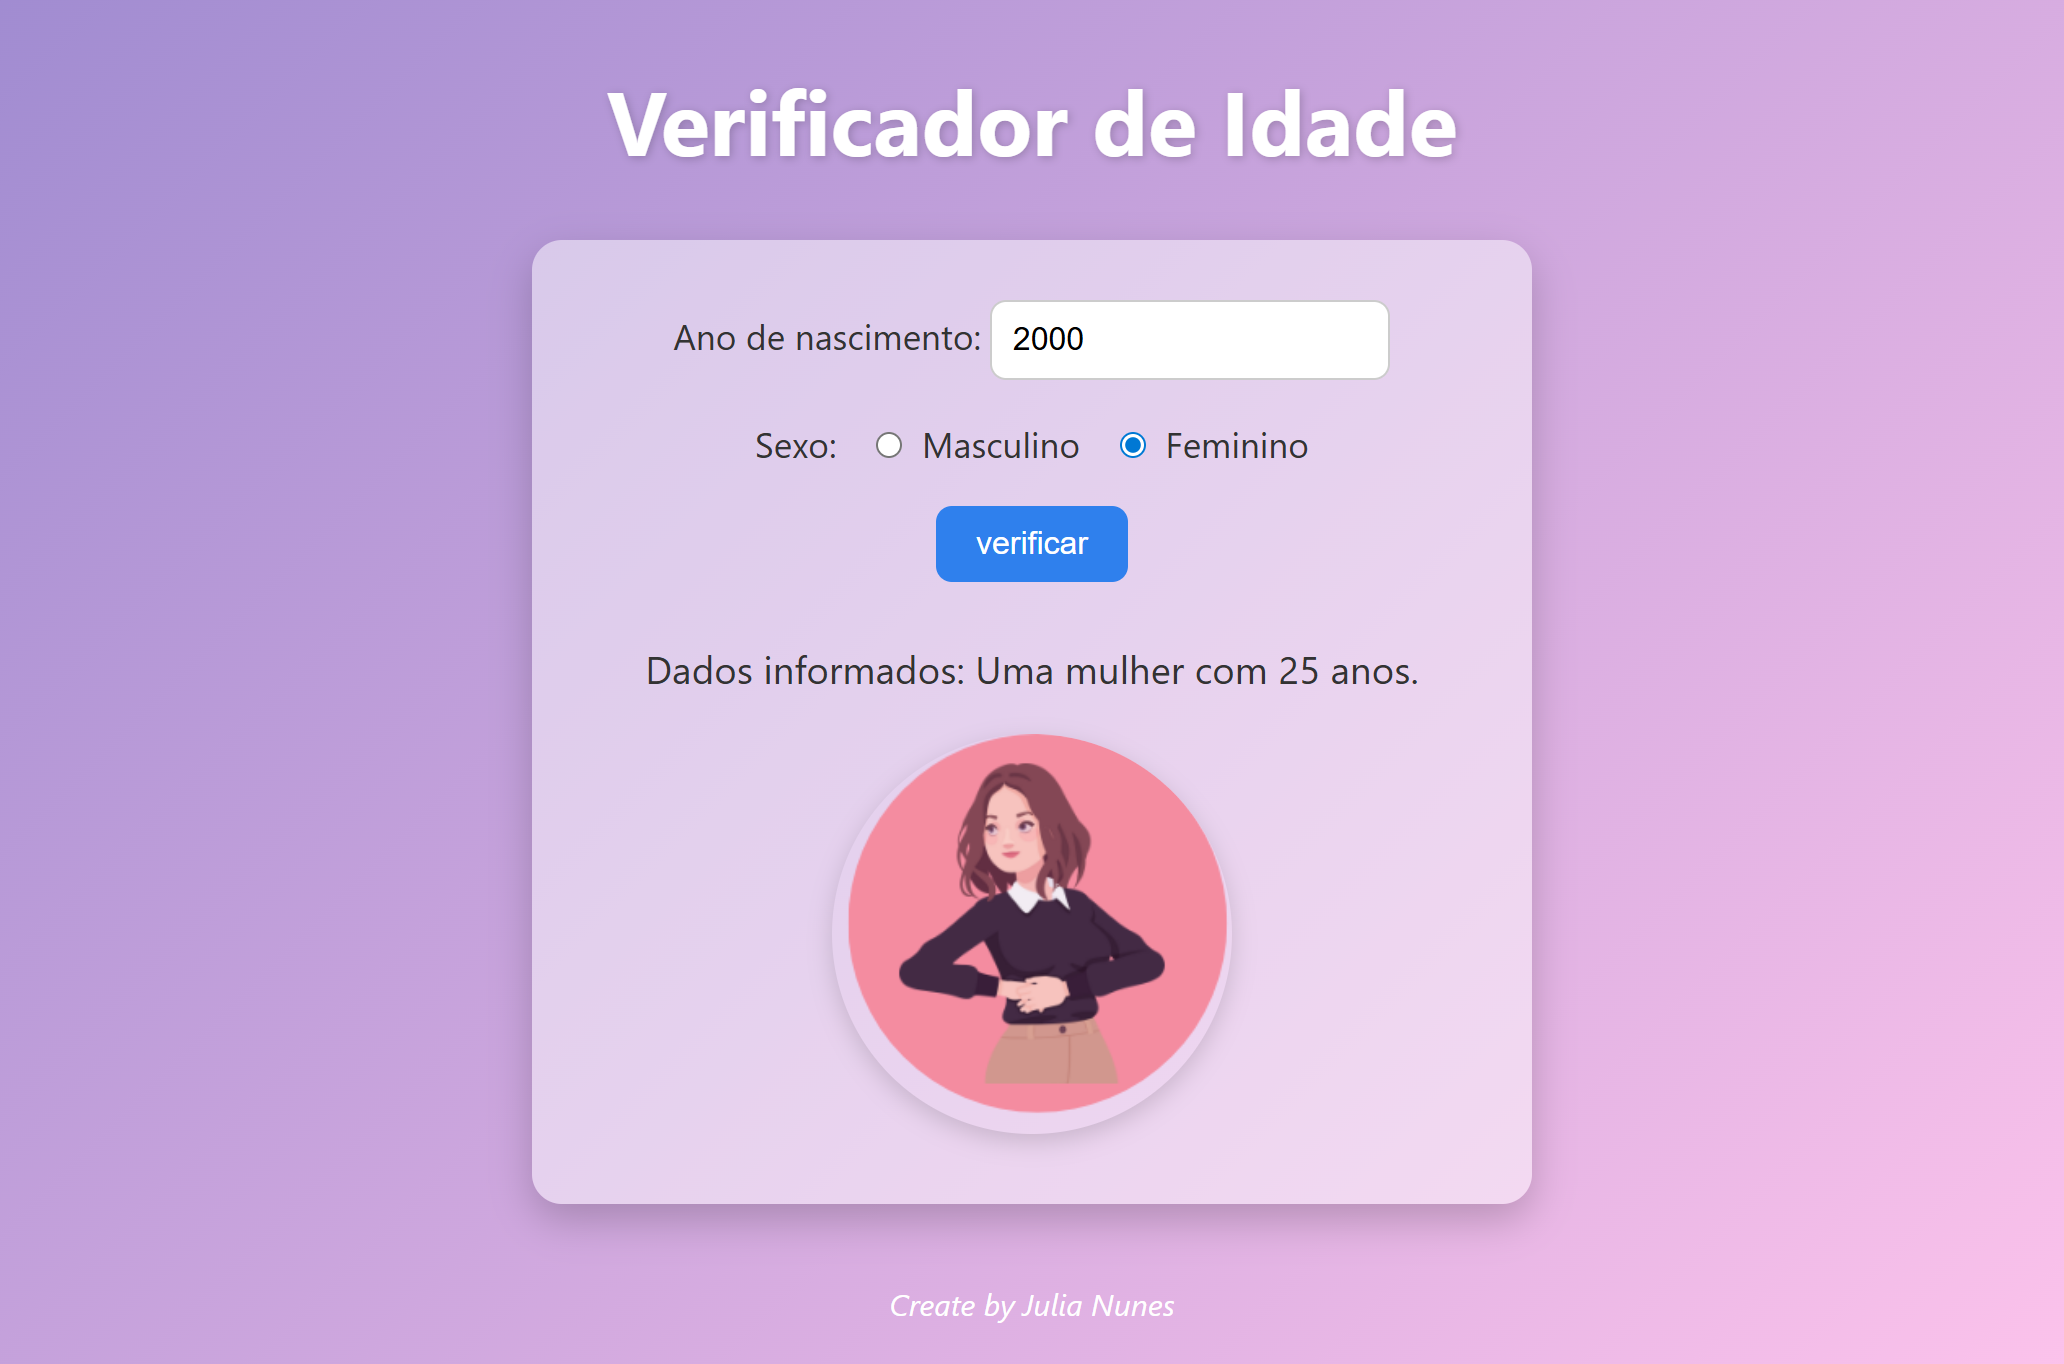 Verificador de Idade
Ano de nascimento: 2000
Sexo: Masculino Feminino
verificar
Dados informados: Uma mulher com 25 anos.
Create by Julia Nunes